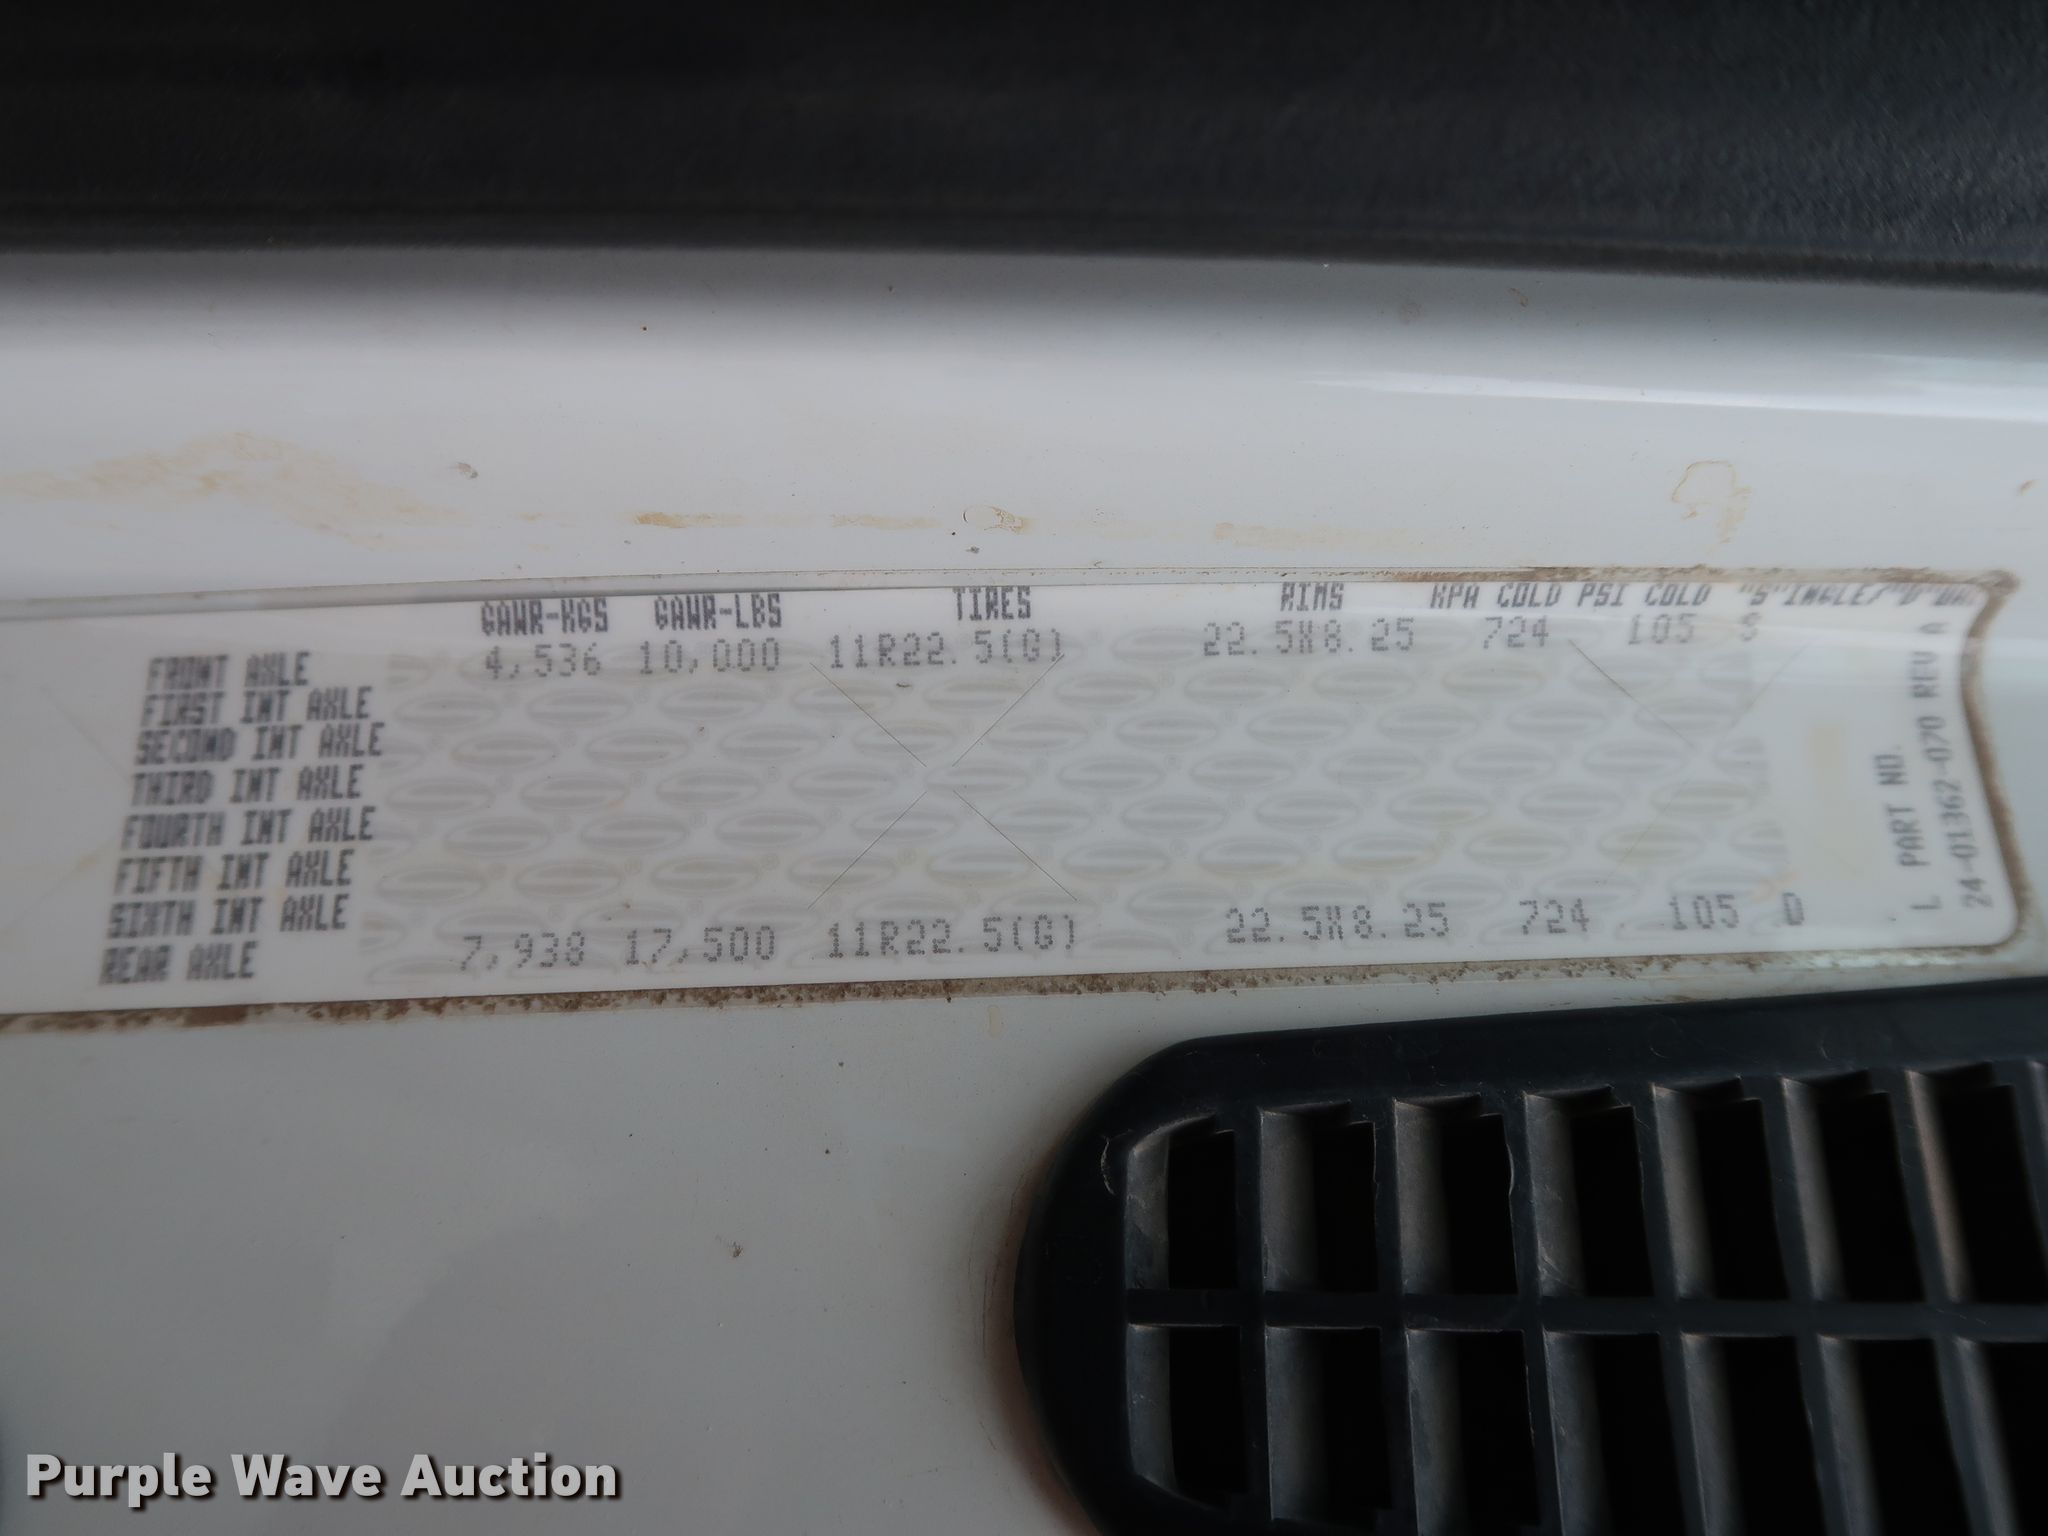 GAWR-KGS GAWR-LBS TIRES RIMS KPA COLD PSI COLD "S"INGLE/"D"UAL
FRONT AXLE 4,536 10,000 11R22.5(G) 22.5X8.25 724 105 S
FIRST INT AXLE
SECOND INT AXLE
THIRD INT AXLE
FOURTH INT AXLE
FIFTH INT AXLE
SIXTH INT AXLE
REAR AXLE 7,938 17,500 11R22.5(G) 22.5X8.25 724 105 D
L PART NO.
24-01362-070 REV A
Purple Wave Auction